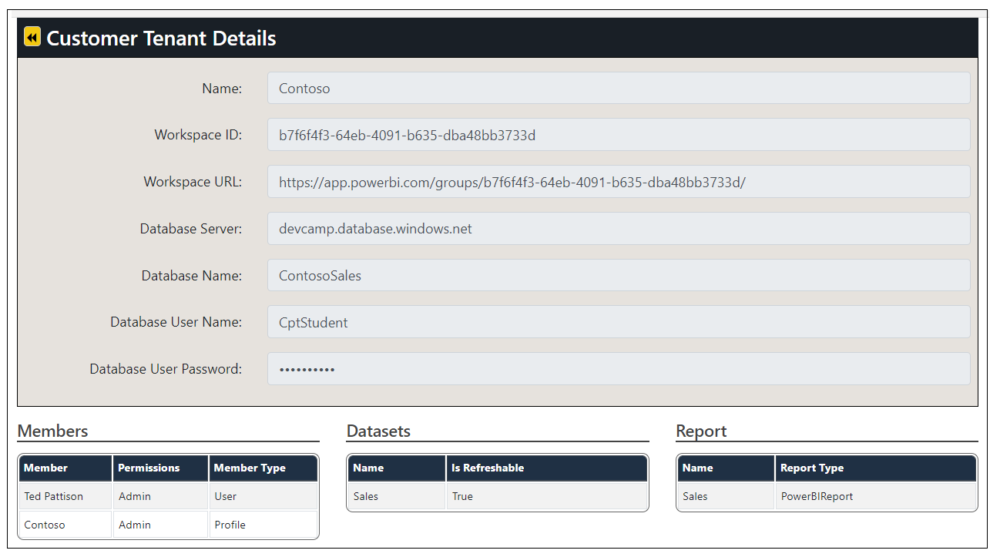 Customer Tenant Details
Name: Contoso
Workspace ID: b7f6f4f3-64eb-4091-b635-dba48bb3733d
Workspace URL: https://app.powerbi.com/groups/b7f6f4f3-64eb-4091-b635-dba48bb3733d/
Database Server: devcamp.database.windows.net
Database Name: ContosoSales
Database User Name: CptStudent
Database User Password: ••••••••••
Members
Member Permissions Member Type
Ted Pattison Admin User
Contoso Admin Profile
Datasets
Name Is Refreshable
Sales True
Report
Name Report Type
Sales PowerBIReport